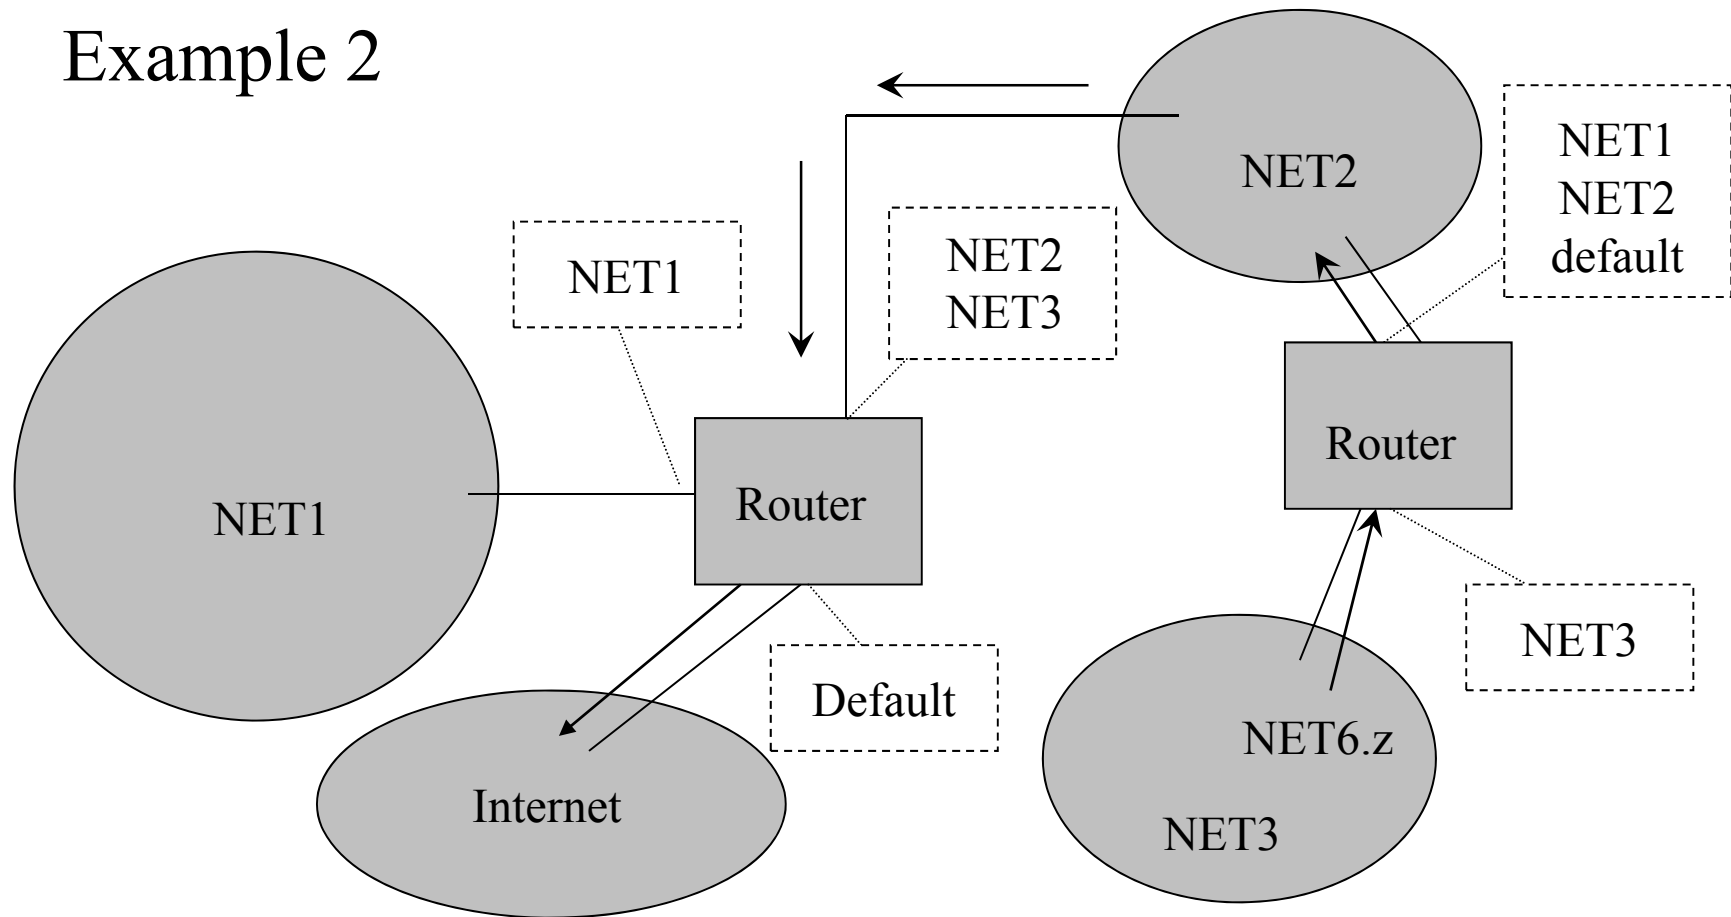 Example 2
NET2
NET1
NET2
default
NET1
NET2
NET3
NET1
Router
Router
Default
Internet
NET3
NET6.z
NET3